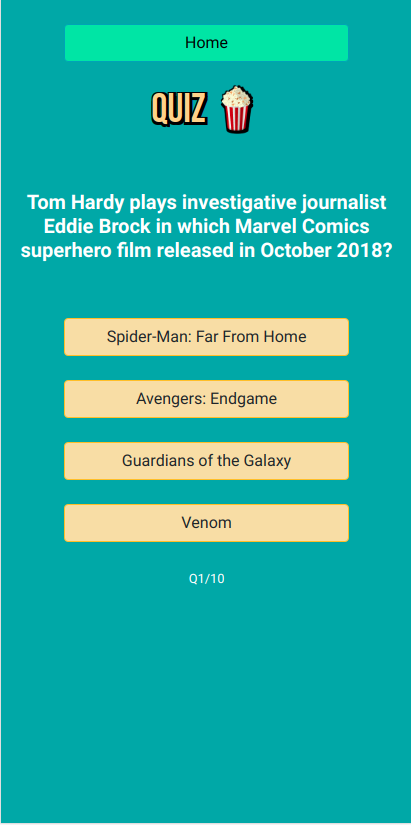 Home
QUIZ
Tom Hardy plays investigative journalist
Eddie Brock in which Marvel Comics
superhero film released in October 2018?
Spider-Man: Far From Home
Avengers: Endgame
Guardians of the Galaxy
Venom
Q1/10